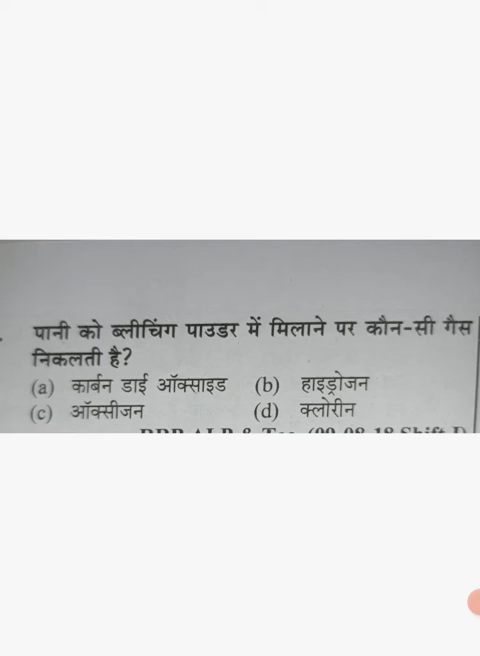 पानी को ब्लीचिंग पाउडर में मिलाने पर कौन-सी गैस
निकलती है?
(a) कार्बन डाई ऑक्साइड (b) हाइड्रोजन
(c) ऑक्सीजन (d) क्लोरीन